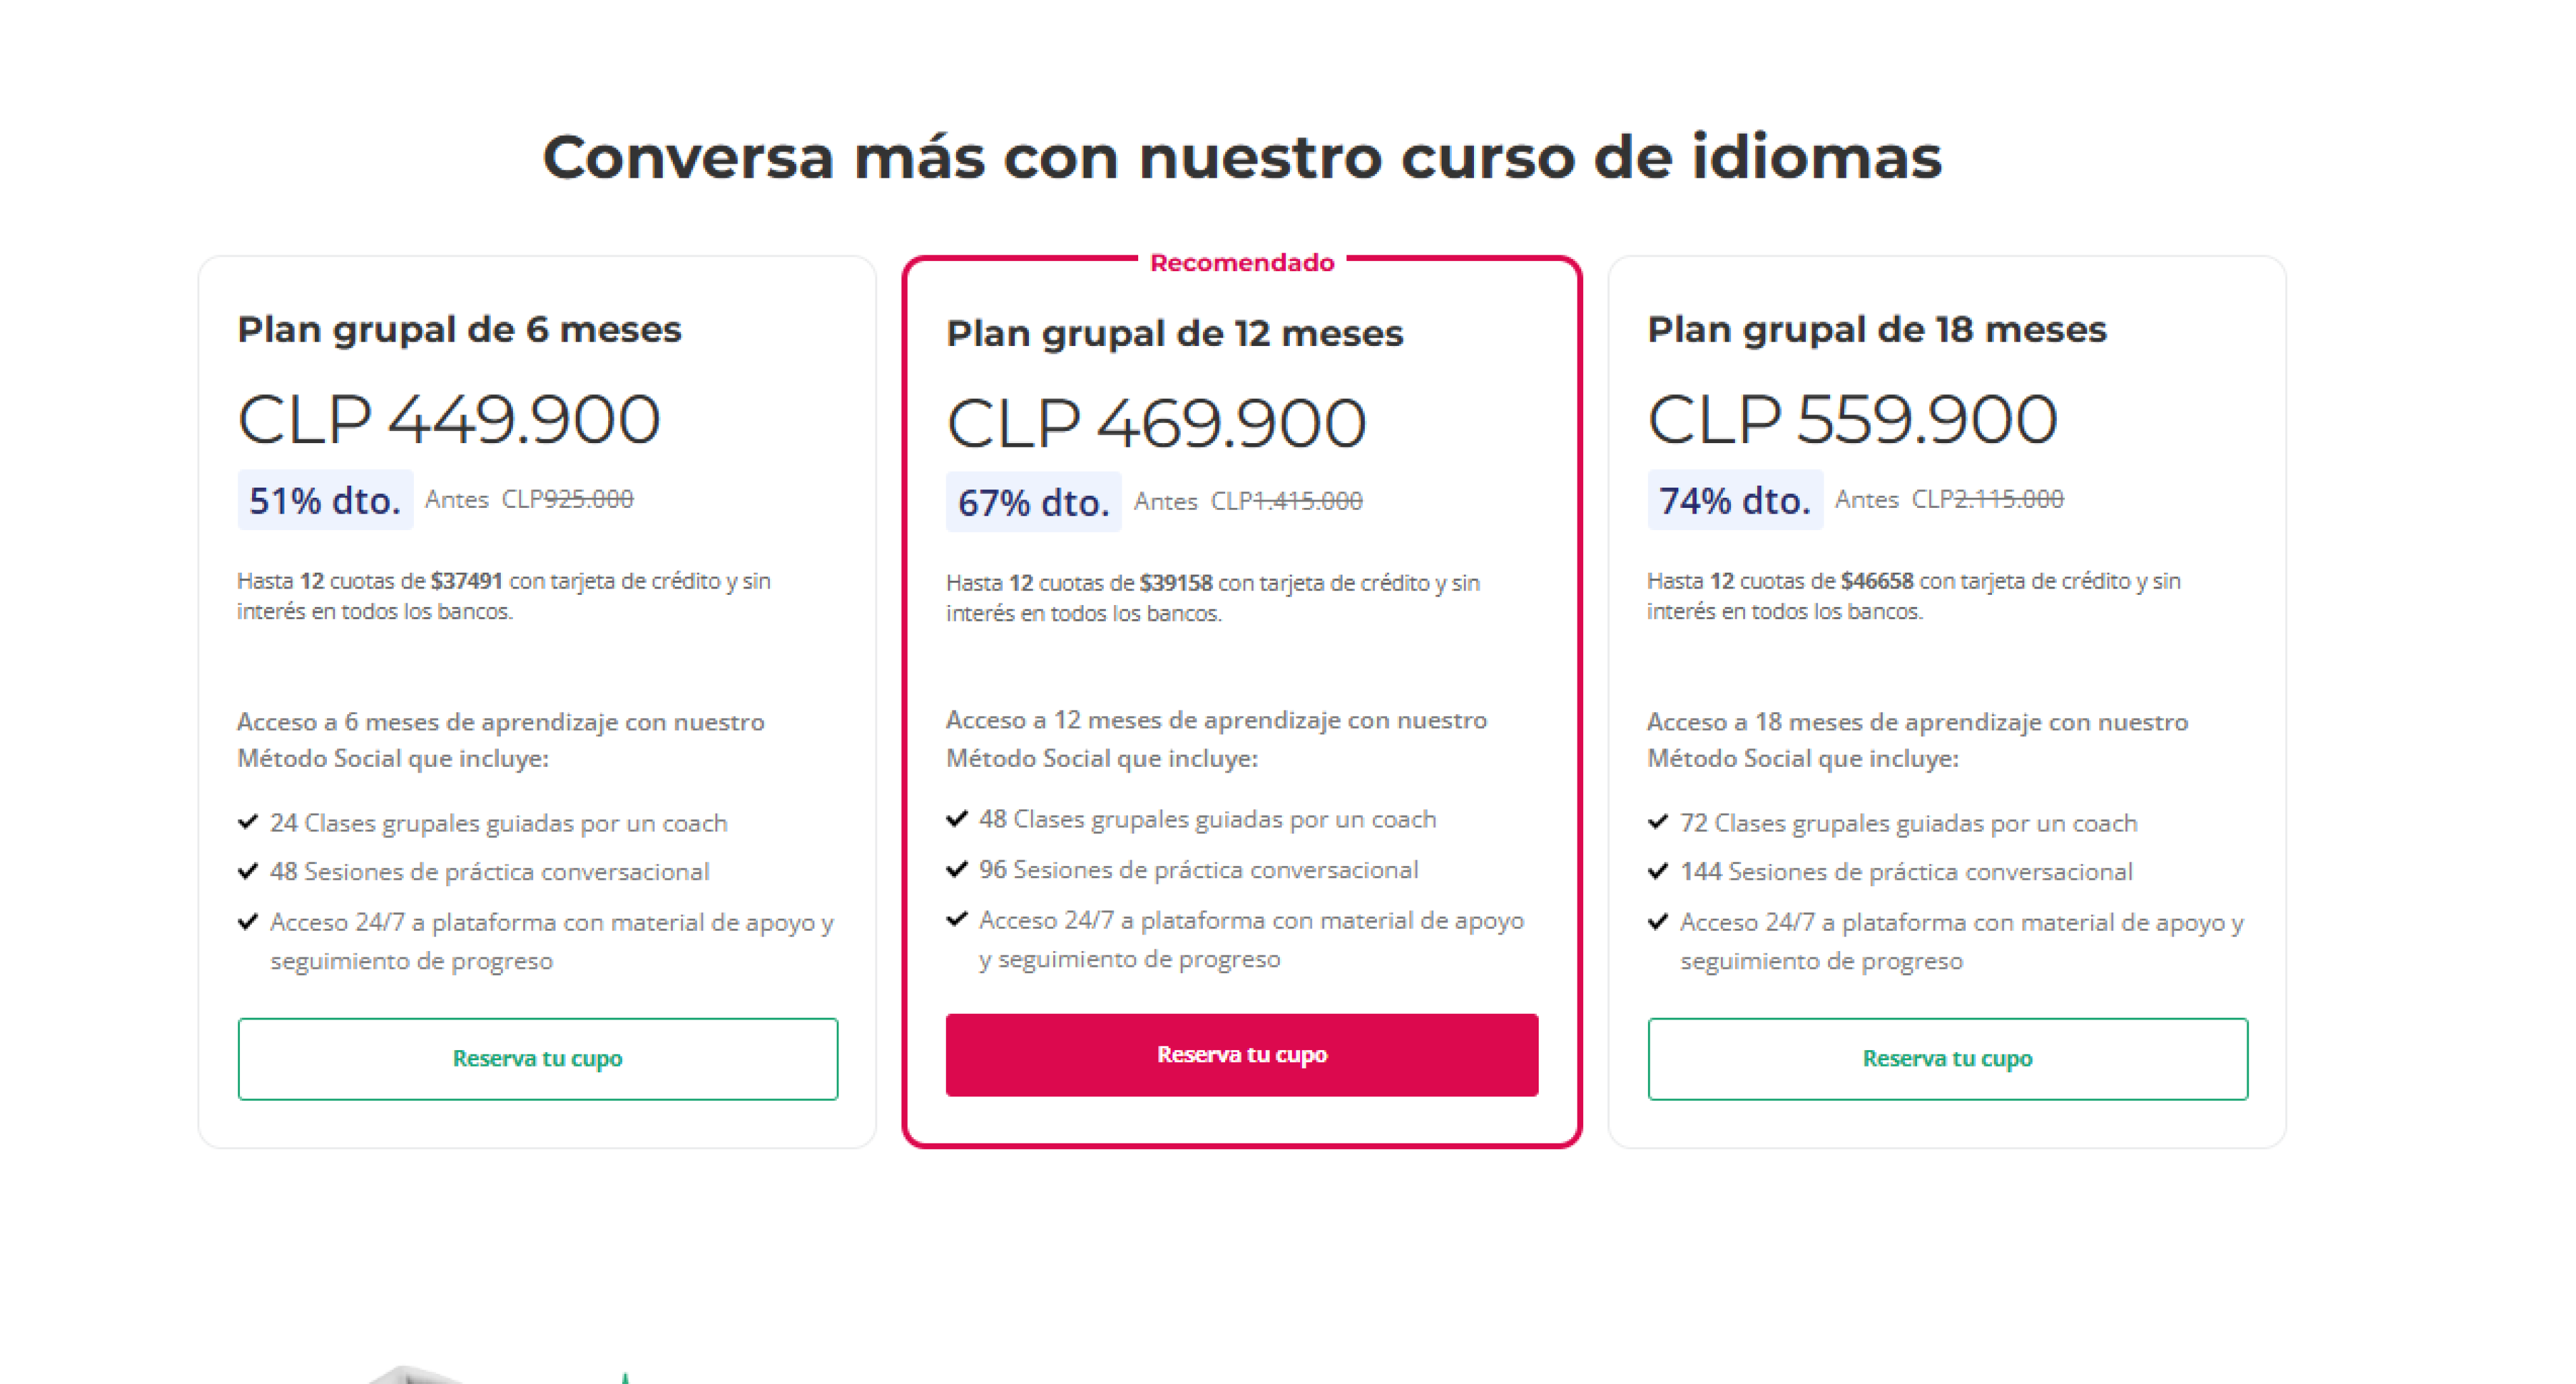 Conversa más con nuestro curso de idiomas
Plan grupal de 6 meses
CLP 449.900
51% dto. Antes CLP925.000
Hasta 12 cuotas de $37491 con tarjeta de crédito y sin
interés en todos los bancos.
Acceso a 6 meses de aprendizaje con nuestro
Método Social que incluye:
24 Clases grupales guiadas por un coach
48 Sesiones de práctica conversacional
Acceso 24/7 a plataforma con material de apoyo y
seguimiento de progreso
Reserva tu cupo
Recomendado
Plan grupal de 12 meses
CLP 469.900
67% dto. Antes CLP1.415.000
Hasta 12 cuotas de $39158 con tarjeta de crédito y sin
interés en todos los bancos.
Acceso a 12 meses de aprendizaje con nuestro
Método Social que incluye:
48 Clases grupales guiadas por un coach
96 Sesiones de práctica conversacional
Acceso 24/7 a plataforma con material de apoyo
y seguimiento de progreso
Reserva tu cupo
Plan grupal de 18 meses
CLP 559.900
74% dto. Antes CLP2.115.000
Hasta 12 cuotas de $46658 con tarjeta de crédito y sin
interés en todos los bancos.
Acceso a 18 meses de aprendizaje con nuestro
Método Social que incluye:
72 Clases grupales guiadas por un coach
144 Sesiones de práctica conversacional
Acceso 24/7 a plataforma con material de apoyo y
seguimiento de progreso
Reserva tu cupo